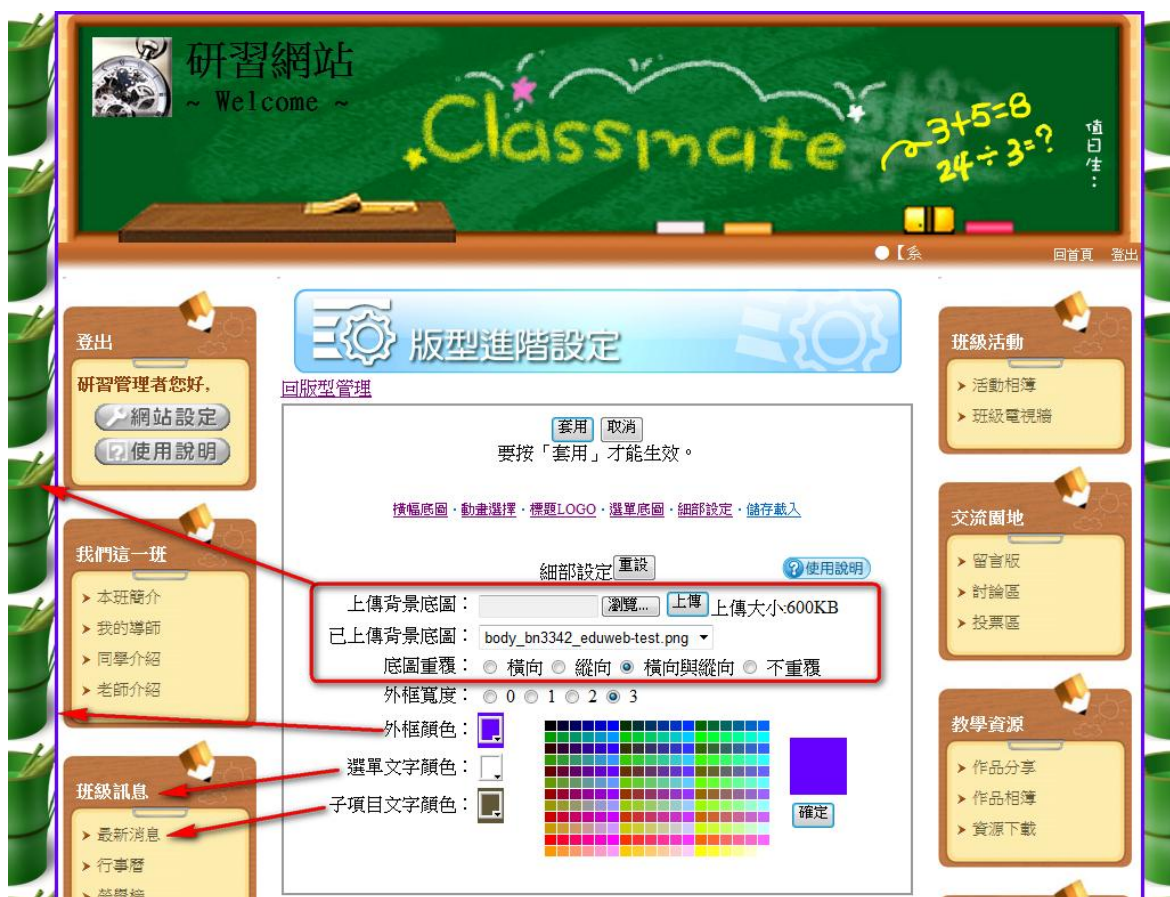 研習網站
~ Welcome ~
Classmate
3+5=8
24÷3=?
值日生:
●【系
回首頁 登出
登出
研習管理者您好,
網站設定
使用說明
我們這一班
本班簡介
我的導師
同學介紹
老師介紹
班級訊息
最新消息
行事曆
榮譽榜
版型進階設定
回版型管理
套用 取消
要按「套用」才能生效。
橫幅底圖・動畫選擇・標題LOGO・選單底圖・細部設定・儲存載入
細部設定 重設 使用說明
上傳背景底圖: 瀏覽... 上傳 上傳大小:600KB
已上傳背景底圖: body_bn3342_eduweb-test.png
底圖重覆: 橫向 縱向 橫向與縱向 不重覆
外框寬度: 0 1 2 3
外框顏色:
選單文字顏色:
子項目文字顏色:
確定
班級活動
活動相簿
班級電視牆
交流園地
留言版
討論區
投票區
教學資源
作品分享
作品相簿
資源下載